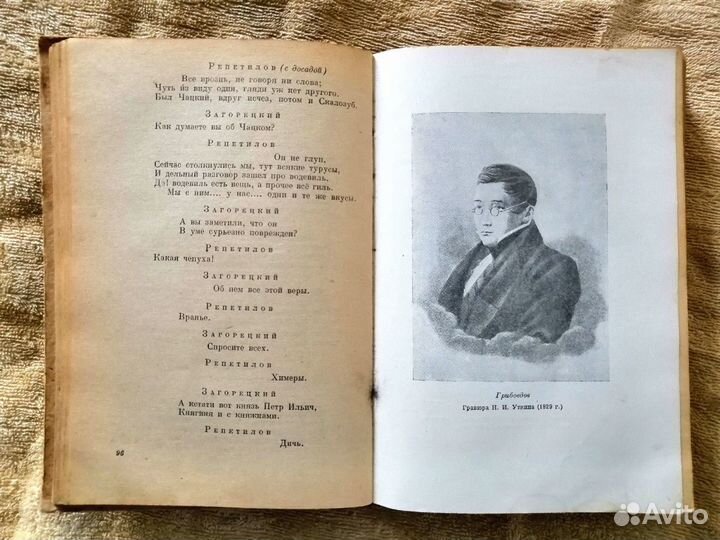 Репетилов (с досадой)
Все врознь, не говоря ни слова;
Чуть из виду один, гляди уж нет другого.
Был Чацкий, вдруг исчез, потом и Скалозуб.
Загорецкий
Как думаете вы об Чацком?
Репетилов
Он не глуп,
Сейчас столкнулись мы, тут всякие турусы,
И дельный разговор зашел про водевиль.
Да! водевиль есть вещь, а прочее всё гиль.
Мы с ним.... у нас.... одни и те же вкусы.
Загорецкий
А вы заметили, что он
В уме сурьезно поврежден?
Репетилов
Какая чепуха!
Загорецкий
Об нем все этой веры.
Репетилов
Вранье.
Загорецкий
Спросите всех.
Репетилов
Химеры.
Загорецкий
А кстати вот князь Петр Ильич,
Княгиня и с княжнами.
Репетилов
Дичь.
96
Грибоедов
Гравюра Н. И. Уткина (1829 г.)
Avito